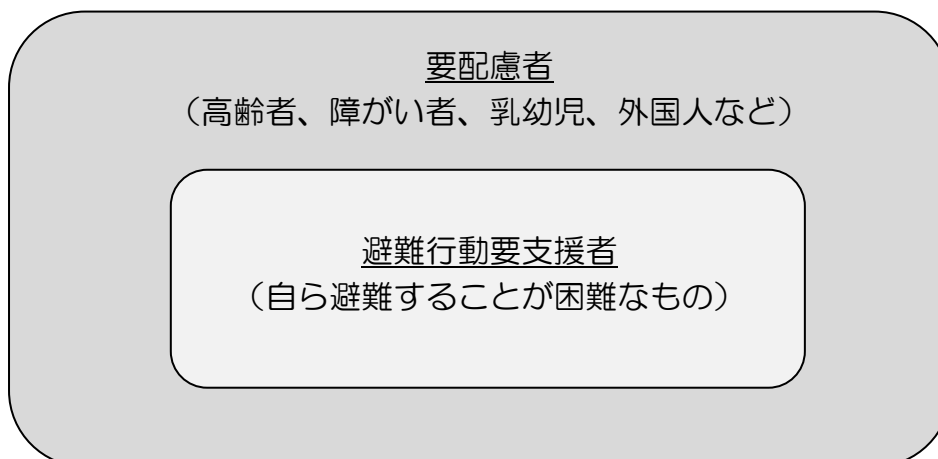 要配慮者
（高齢者、障がい者、乳幼児、外国人など）
避難行動要支援者
（自ら避難することが困難なもの）